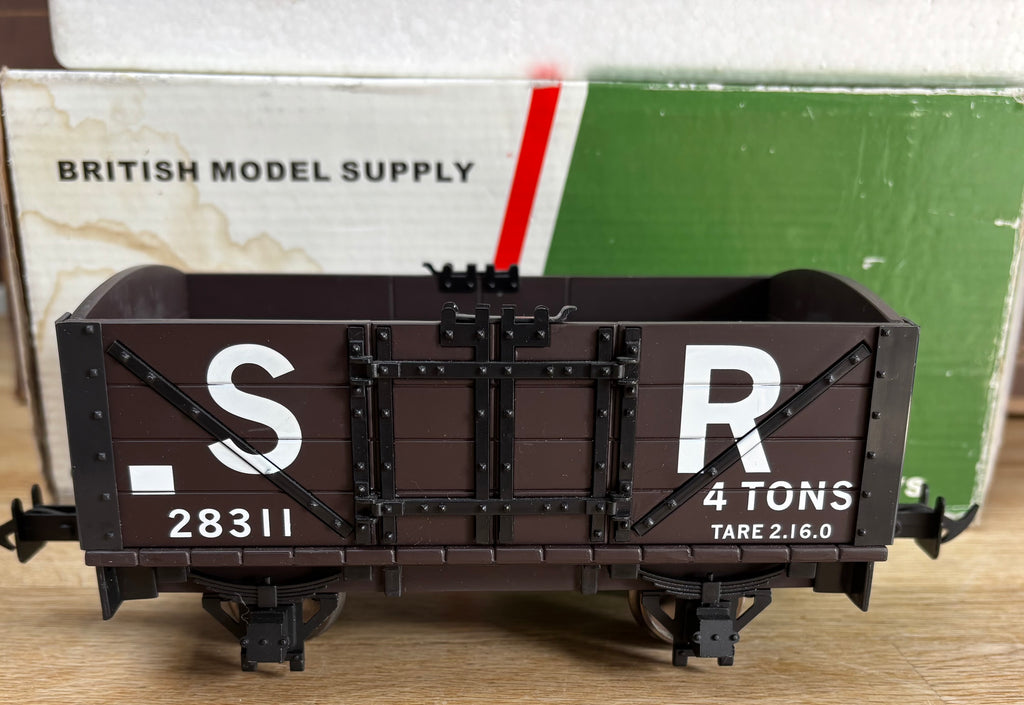 BRITISH MODEL SUPPLY
S R
28311
4 TONS
TARE 2.16.0